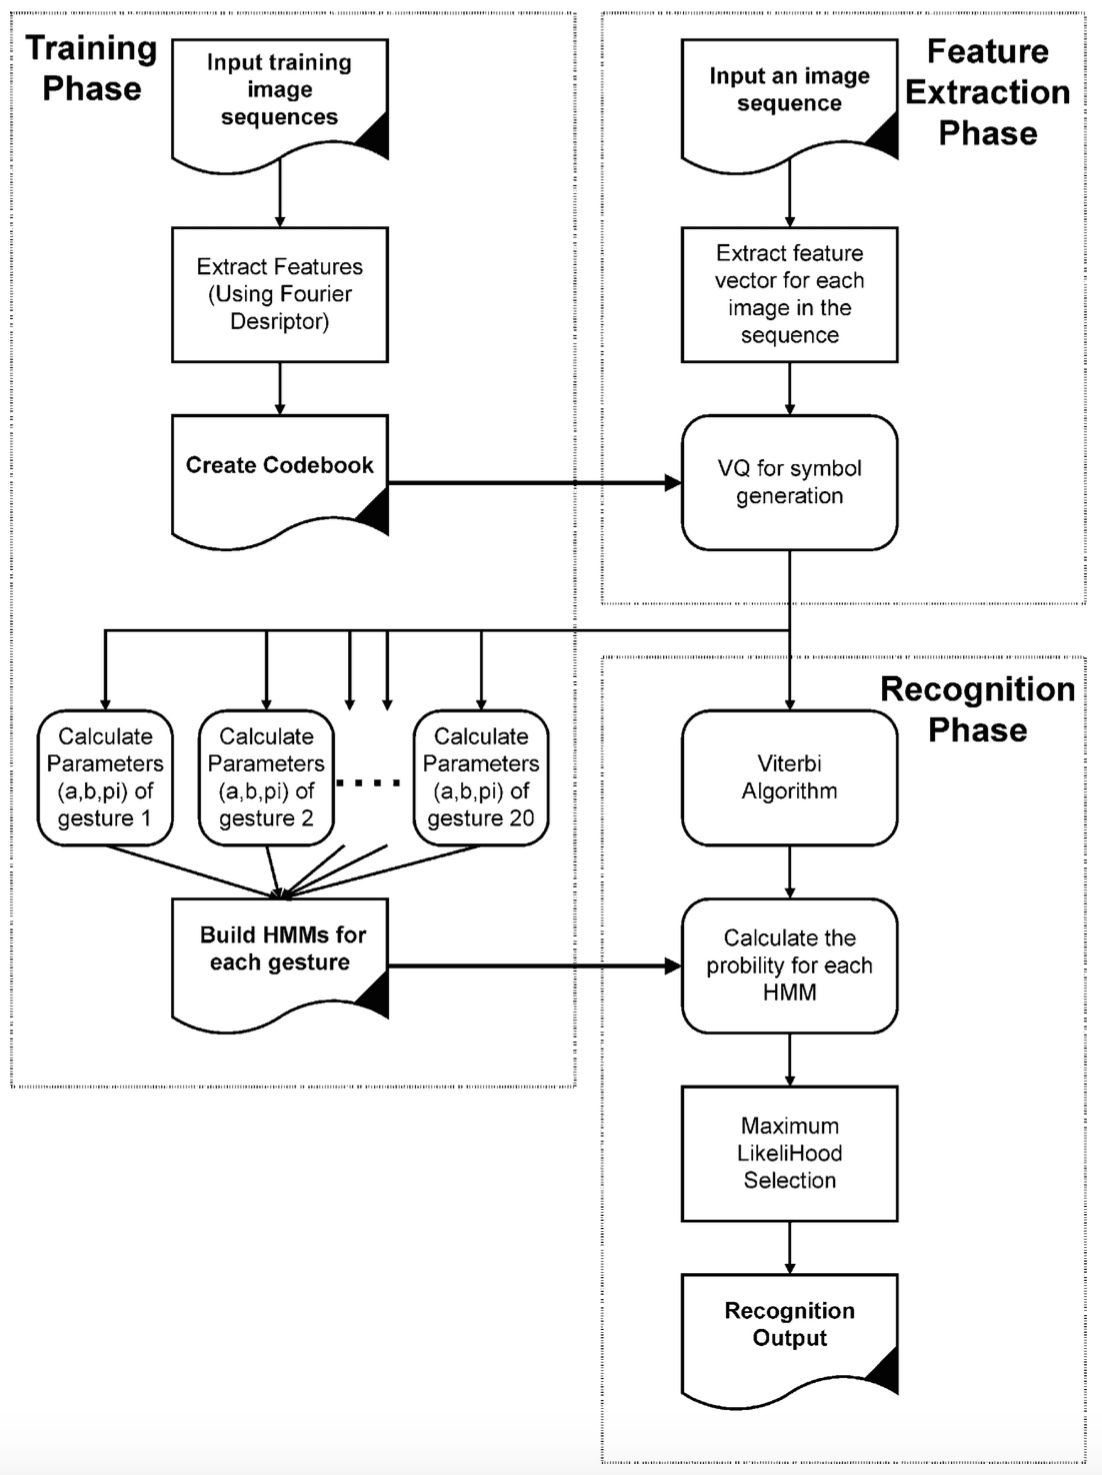 Training
Phase
Input training
image
sequences
Extract Features
(Using Fourier
Desriptor)
Create Codebook
Feature
Extraction
Phase
Input an image
sequence
Extract feature
vector for each
image in the
sequence
VQ for symbol
generation
Calculate
Parameters
(a,b,pi) of
gesture 1
Calculate
Parameters
(a,b,pi) of
gesture 2
Calculate
Parameters
(a,b,pi) of
gesture 20
Build HMMs for
each gesture
Recognition
Phase
Viterbi
Algorithm
Calculate the
probility for each
HMM
Maximum
LikeliHood
Selection
Recognition
Output